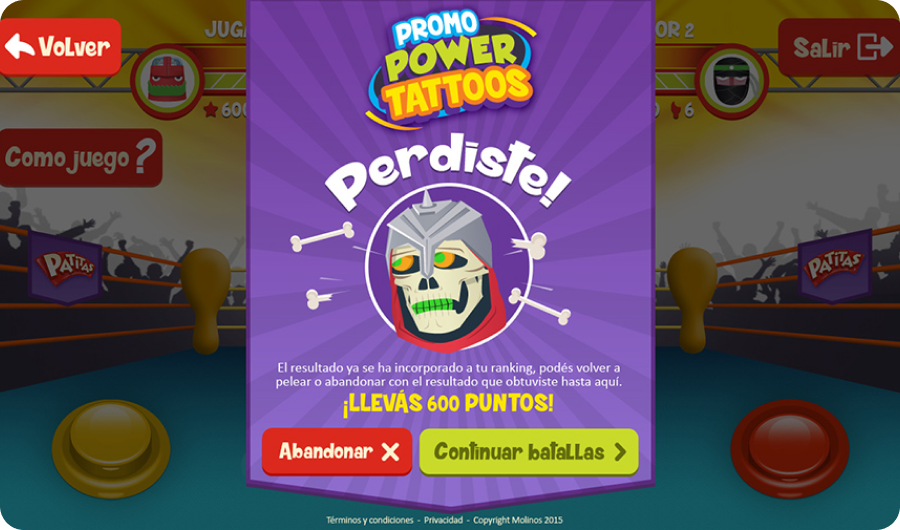 PROMO
POWER
TATTOOS
VoLver
SaLir
JUGA
OR 2
600
6
Como juego ?
Perdiste!
PATITAS
PATITAS
El resultado ya se ha incorporado a tu ranking, podés volver a
pelear o abandonar con el resultado que obtuviste hasta aquí.
¡LLEVÁS 600 PUNTOS!
Abandonar
Continuar bataLLas
Términos y condiciones - Privacidad - Copyright Molinos 2015